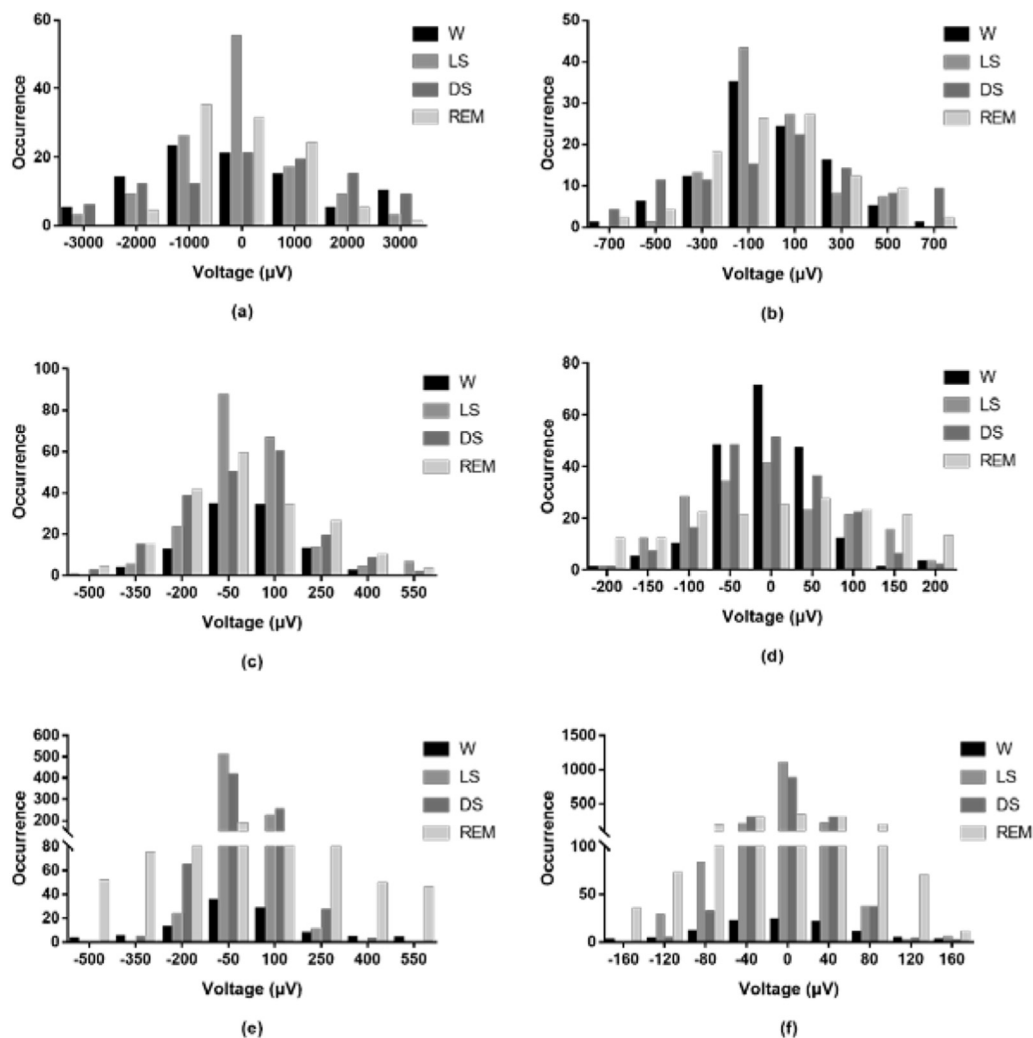 60
40
20
0
Occurrence
-3000 -2000 -1000 0 1000 2000 3000
Voltage (µV)
W
LS
DS
REM
(a)
50
40
30
20
10
0
Occurrence
-700 -500 -300 -100 100 300 500 700
Voltage (µV)
W
LS
DS
REM
(b)
100
80
60
40
20
0
Occurrence
-500 -350 -200 -50 100 250 400 550
Voltage (µV)
W
LS
DS
REM
(c)
80
60
40
20
0
Occurrence
-200 -150 -100 -50 0 50 100 150 200
Voltage (µV)
W
LS
DS
REM
(d)
600
500
400
300
200
80
60
40
20
0
Occurrence
-500 -350 -200 -50 100 250 400 550
Voltage (µV)
W
LS
DS
REM
(e)
1500
1000
500
100
50
0
Occurrence
-160 -120 -80 -40 0 40 80 120 160
Voltage (µV)
W
LS
DS
REM
(f)